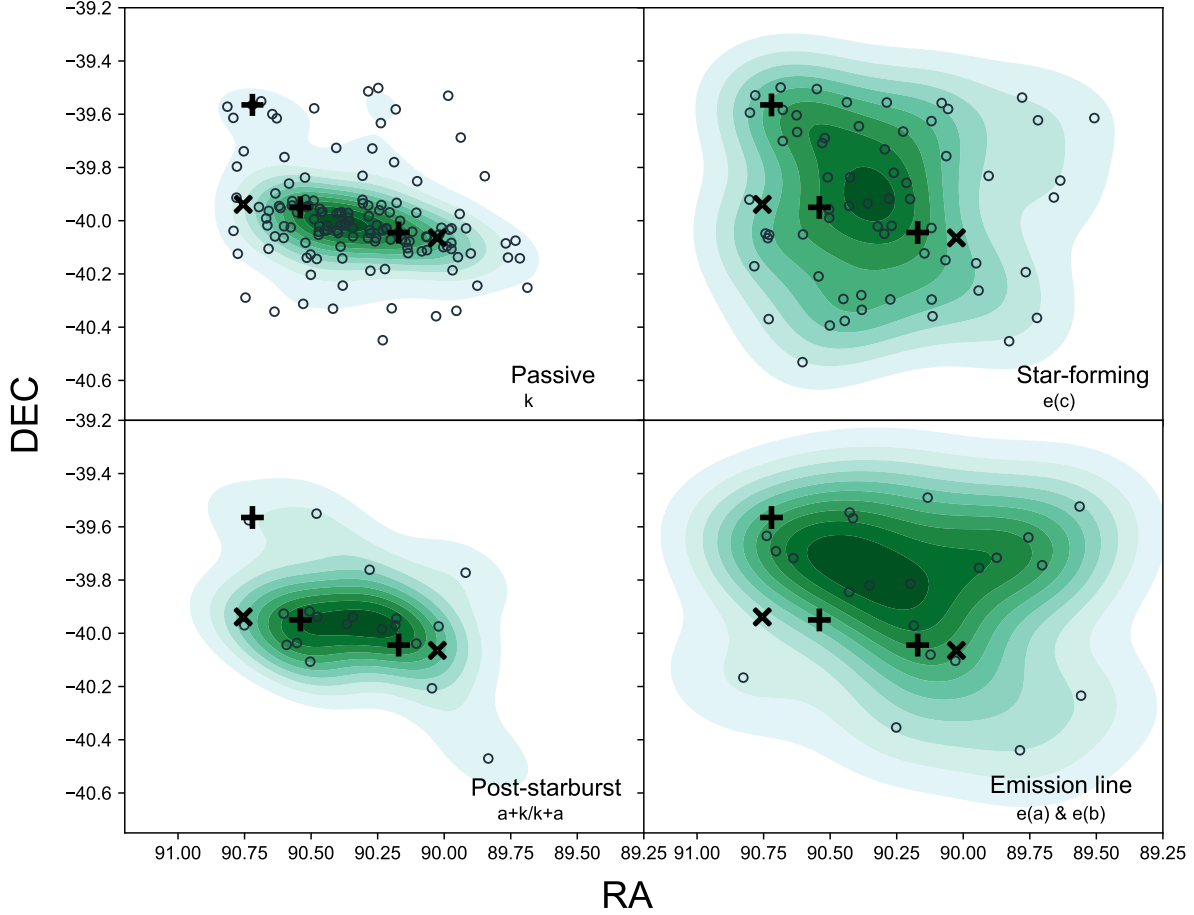 −39.2
−39.4
−39.6
−39.8
−40.0
−40.2
−40.4
−40.6
Passive
k
Star-forming
e(c)
DEC
−39.2
−39.4
−39.6
−39.8
−40.0
−40.2
−40.4
−40.6
Post-starburst
a+k/k+a
Emission line
e(a) & e(b)
91.00 90.75 90.50 90.25 90.00 89.75 89.50 89.25 91.00 90.75 90.50 90.25 90.00 89.75 89.50 89.25
RA